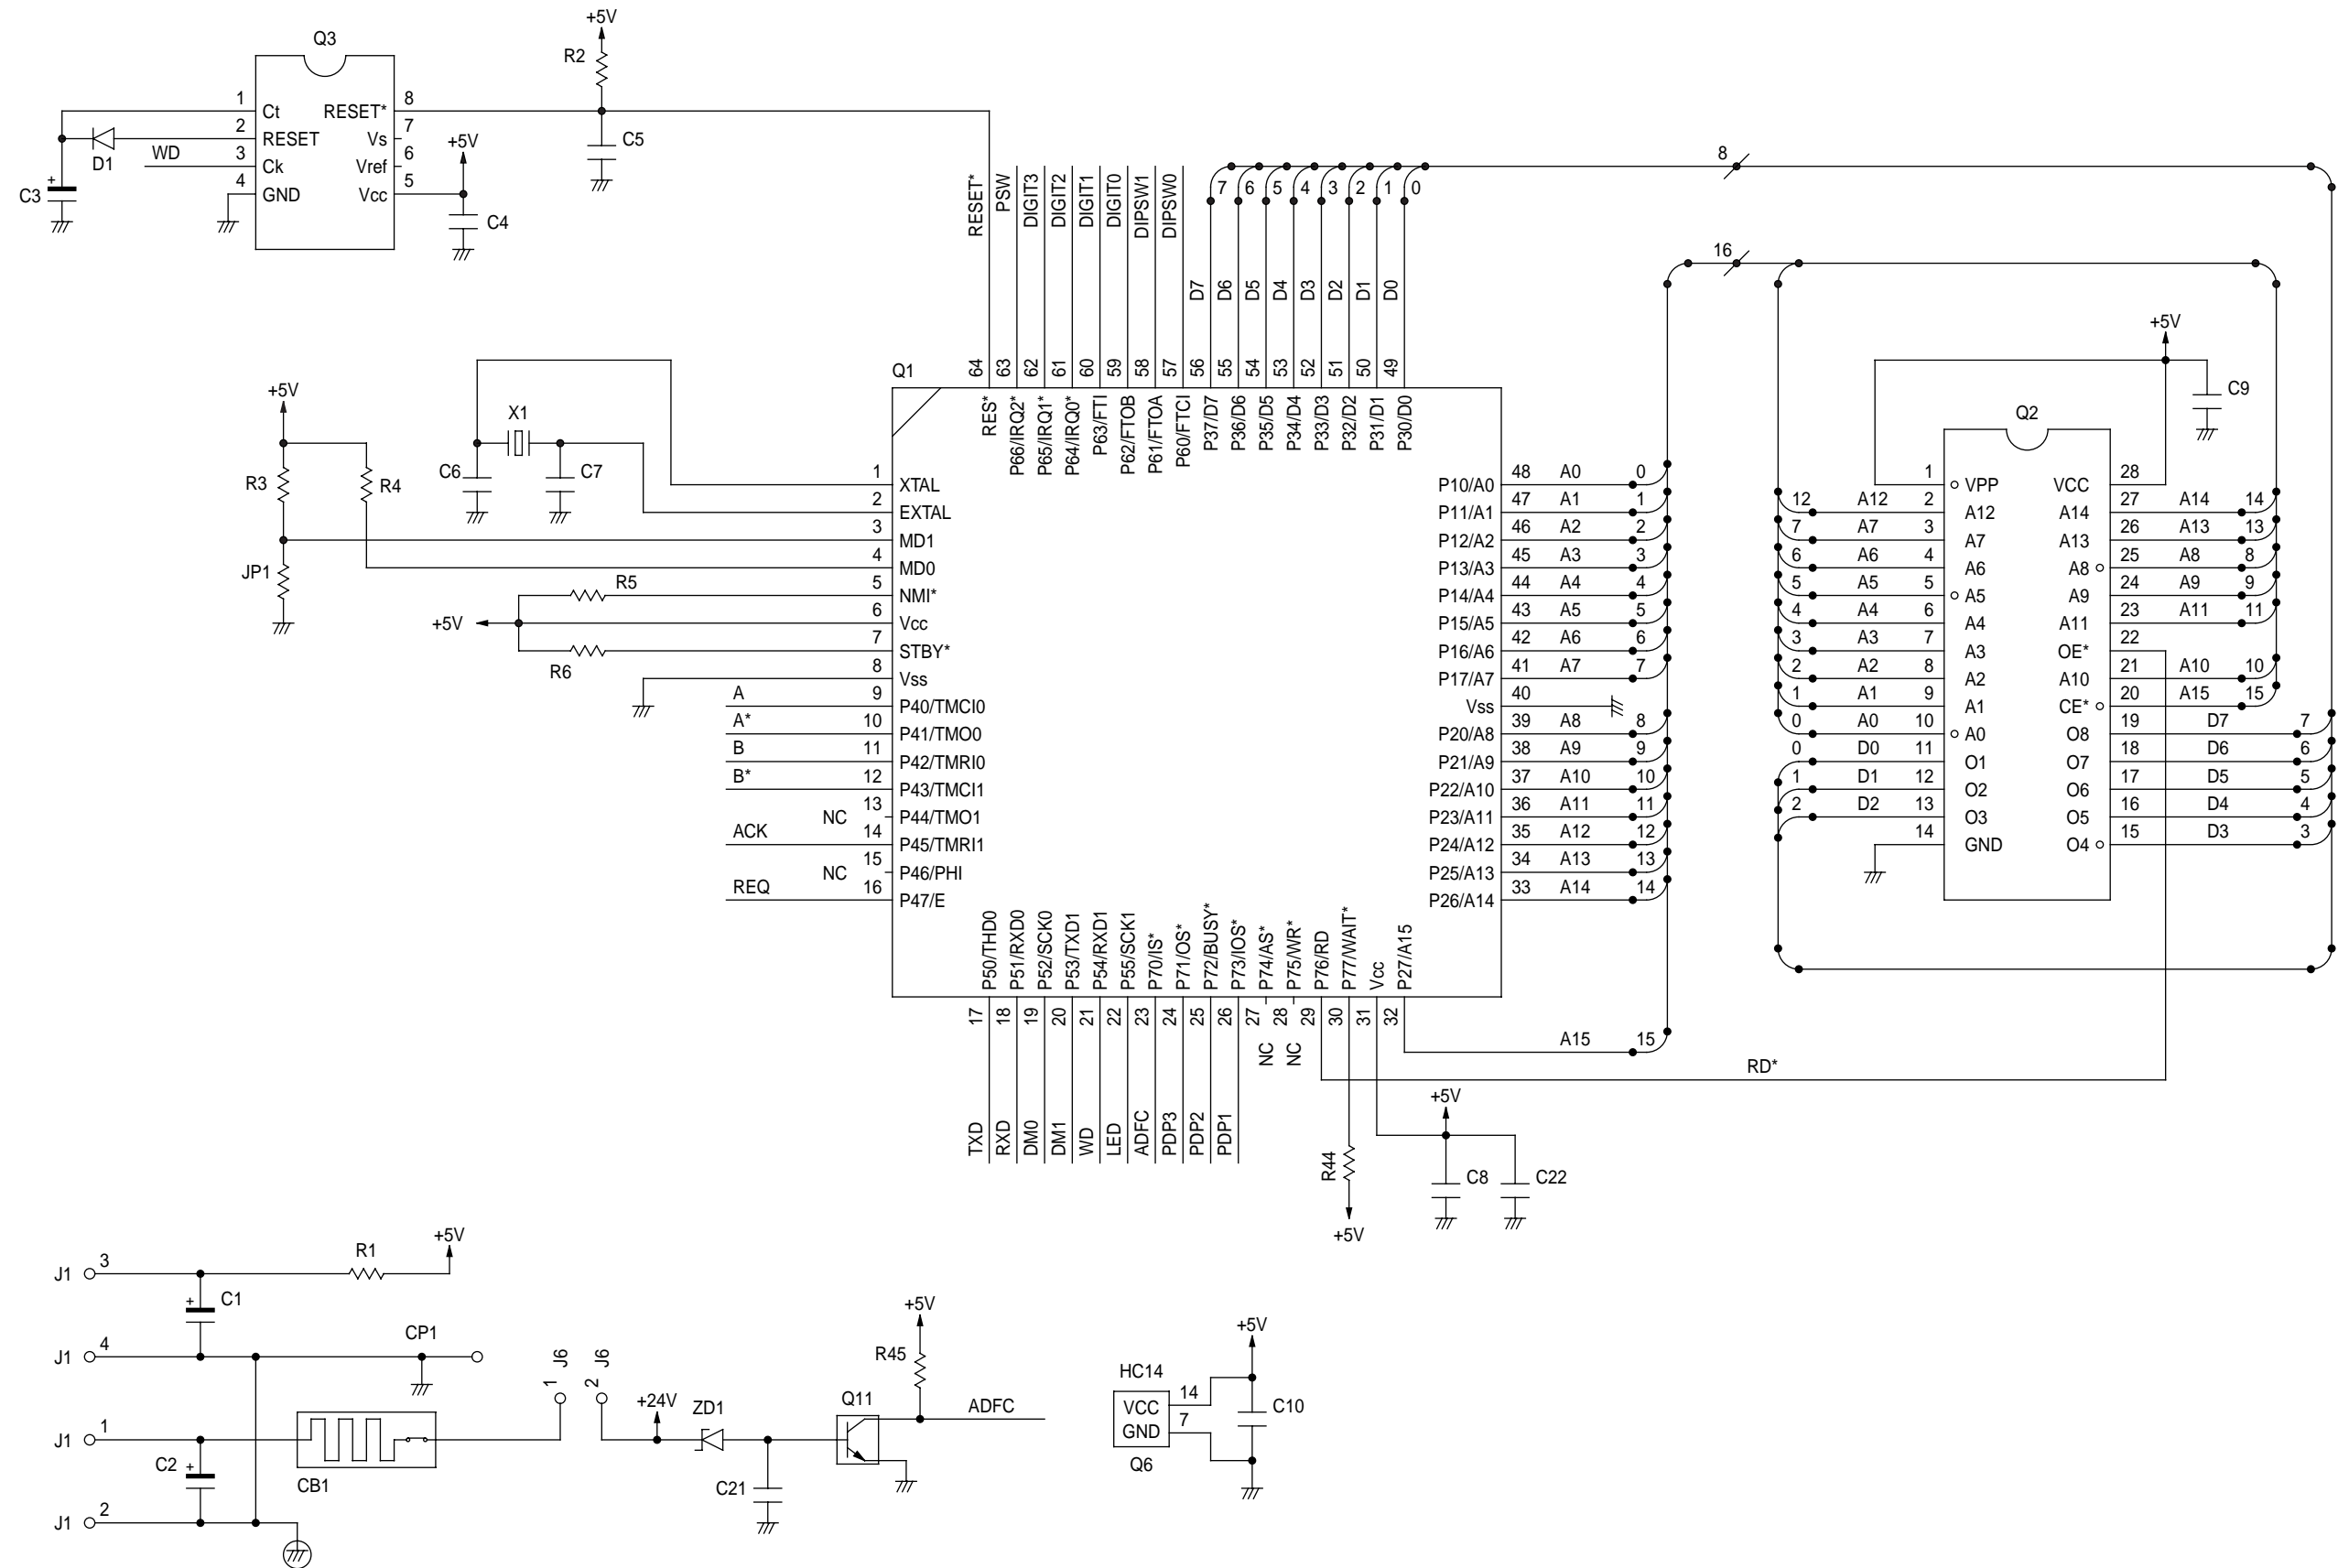 Q3
1 Ct
2 RESET
3 Ck
4 GND
RESET* 8
Vs 7
Vref 6
Vcc 5
WD
D1
C3
+
+5V
C4
+5V
R2
C5
RESET*
PSW
DIGIT3
DIGIT2
DIGIT1
DIGIT0
DIPSW1
DIPSW0
7 6 5 4 3 2 1 0
8
D7 D6 D5 D4 D3 D2 D1 D0
16
64 63 62 61 60 59 58 57 56 55 54 53 52 51 50 49
Q1
RES*
P66/IRQ2*
P65/IRQ1*
P64/IRQ0*
P63/FTI
P62/FTOB
P61/FTOA
P60/FTCI
P37/D7
P36/D6
P35/D5
P34/D4
P33/D3
P32/D2
P31/D1
P30/D0
+5V
R3
R4
JP1
X1
C6
C7
R5
+5V
R6
1 XTAL
2 EXTAL
3 MD1
4 MD0
5 NMI*
6 Vcc
7 STBY*
8 Vss
A 9 P40/TMCI0
A* 10 P41/TMO0
B 11 P42/TMRI0
B* 12 P43/TMCI1
NC 13 P44/TMO1
ACK 14 P45/TMRI1
NC 15 P46/PHI
REQ 16 P47/E
P10/A0 48 A0 0
P11/A1 47 A1 1
P12/A2 46 A2 2
P13/A3 45 A3 3
P14/A4 44 A4 4
P15/A5 43 A5 5
P16/A6 42 A6 6
P17/A7 41 A7 7
Vss 40
P20/A8 39 A8 8
P21/A9 38 A9 9
P22/A10 37 A10 10
P23/A11 36 A11 11
P24/A12 35 A12 12
P25/A13 34 A13 13
P26/A14 33 A14 14
P50/THD0
P51/RXD0
P52/SCK0
P53/TXD1
P54/RXD1
P55/SCK1
P70/IS*
P71/OS*
P72/BUSY*
P73/IOS*
P74/AS*
P75/WR*
P76/RD
P77/WAIT*
Vcc
P27/A15
17 18 19 20 21 22 23 24 25 26 27 28 29 30 31 32
NC
NC
A15 15
RD*
TXD
RXD
DM0
DM1
WD
LED
ADFC
PDP3
PDP2
PDP1
R44
+5V
+5V
C8
C22
+5V
C9
Q2
1 VPP
12 A12 2 A12
7 A7 3 A7
6 A6 4 A6
5 A5 5 A5
4 A4 6 A4
3 A3 7 A3
2 A2 8 A2
1 A1 9 A1
0 A0 10 A0
0 D0 11 O1
1 D1 12 O2
2 D2 13 O3
14 GND
VCC 28
A14 27 A14 14
A13 26 A13 13
A8 25 A8 8
A9 24 A9 9
A11 23 A11 11
OE* 22
A10 21 A10 10
CE* 20 A15 15
O8 19 D7 7
O7 18 D6 6
O6 17 D5 5
O5 16 D4 4
O4 15 D3 3
J1 3
R1
+5V
+
C1
J1 4
CP1
J1 1
C2 +
CB1
J1 2
1 J6
2 J6
+24V
ZD1
C21
Q11
R45
+5V
ADFC
+5V
HC14
VCC 14
GND 7
Q6
C10